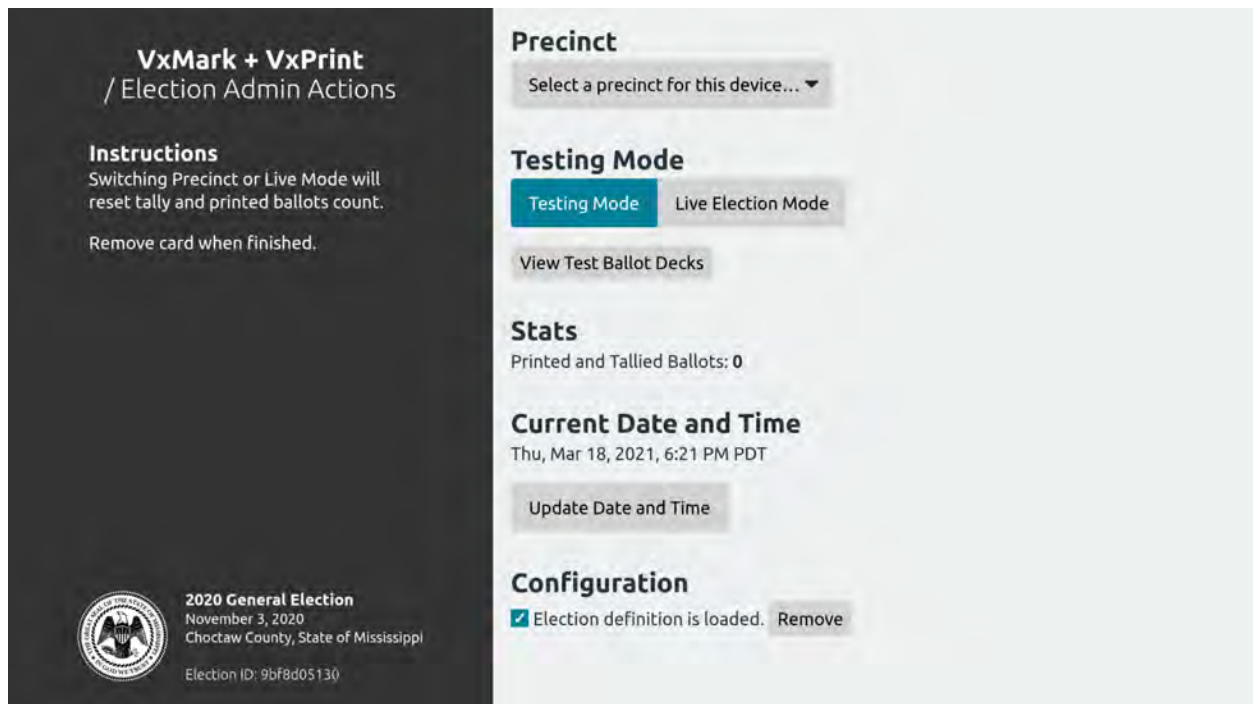 VxMark + VxPrint
/ Election Admin Actions
Instructions
Switching Precinct or Live Mode will
reset tally and printed ballots count.
Remove card when finished.
2020 General Election
November 3, 2020
Choctaw County, State of Mississippi
Election ID: 9bf8d05130
Precinct
Select a precinct for this device…
Testing Mode
Testing Mode Live Election Mode
View Test Ballot Decks
Stats
Printed and Tallied Ballots: 0
Current Date and Time
Thu, Mar 18, 2021, 6:21 PM PDT
Update Date and Time
Configuration
Election definition is loaded. Remove